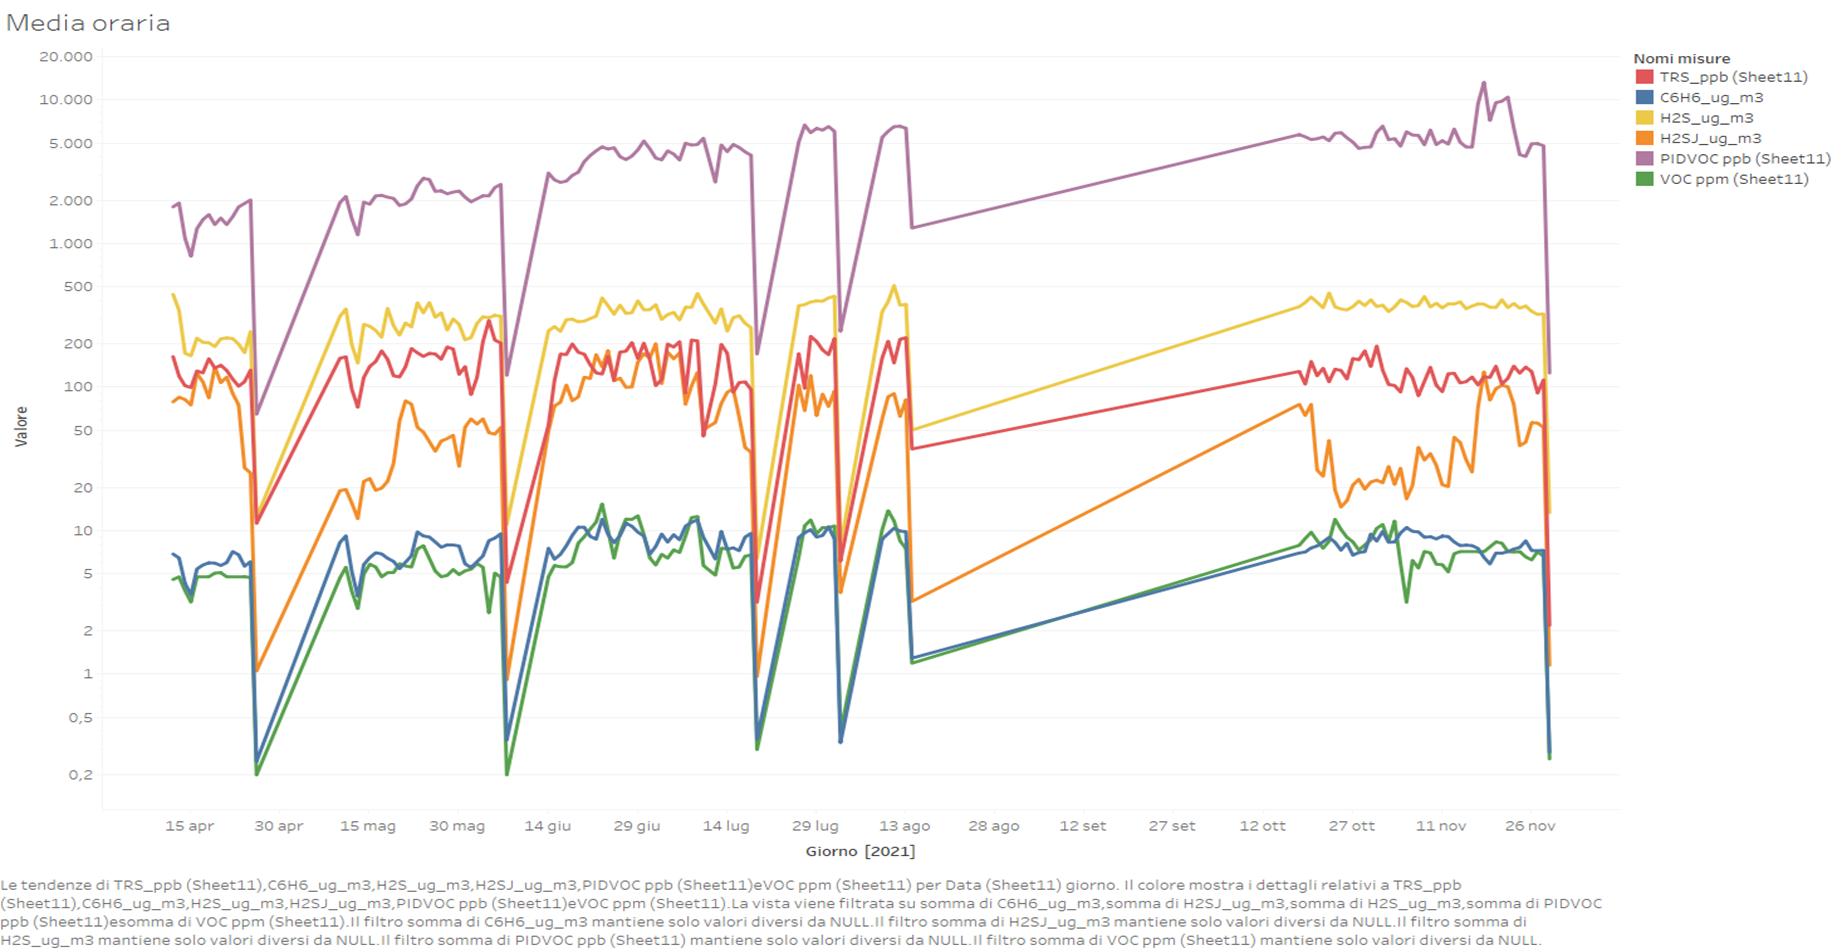 Media oraria
20.000
10.000
5.000
2.000
1.000
500
200
100
50
20
10
5
2
1
0,5
0,2
Valore
15 apr
30 apr
15 mag
30 mag
14 giu
29 giu
14 lug
29 lug
13 ago
28 ago
12 set
27 set
12 ott
27 ott
11 nov
26 nov
Giorno [2021]
Nomi misure
TRS_ppb (Sheet11)
C6H6_ug_m3
H2S_ug_m3
H2SJ_ug_m3
PIDVOC ppb (Sheet11)
VOC ppm (Sheet11)
Le tendenze di TRS_ppb (Sheet11),C6H6_ug_m3,H2S_ug_m3,H2SJ_ug_m3,PIDVOC ppb (Sheet11)eVOC ppm (Sheet11) per Data (Sheet11) giorno. Il colore mostra i dettagli relativi a TRS_ppb
(Sheet11),C6H6_ug_m3,H2S_ug_m3,H2SJ_ug_m3,PIDVOC ppb (Sheet11)eVOC ppm (Sheet11).La vista viene filtrata su somma di C6H6_ug_m3,somma di H2SJ_ug_m3,somma di H2S_ug_m3,somma di PIDVOC
ppb (Sheet11)esomma di VOC ppm (Sheet11).Il filtro somma di C6H6_ug_m3 mantiene solo valori diversi da NULL.Il filtro somma di H2SJ_ug_m3 mantiene solo valori diversi da NULL.Il filtro somma di
H2S_ug_m3 mantiene solo valori diversi da NULL.Il filtro somma di PIDVOC ppb (Sheet11) mantiene solo valori diversi da NULL.Il filtro somma di VOC ppm (Sheet11) mantiene solo valori diversi da NULL.